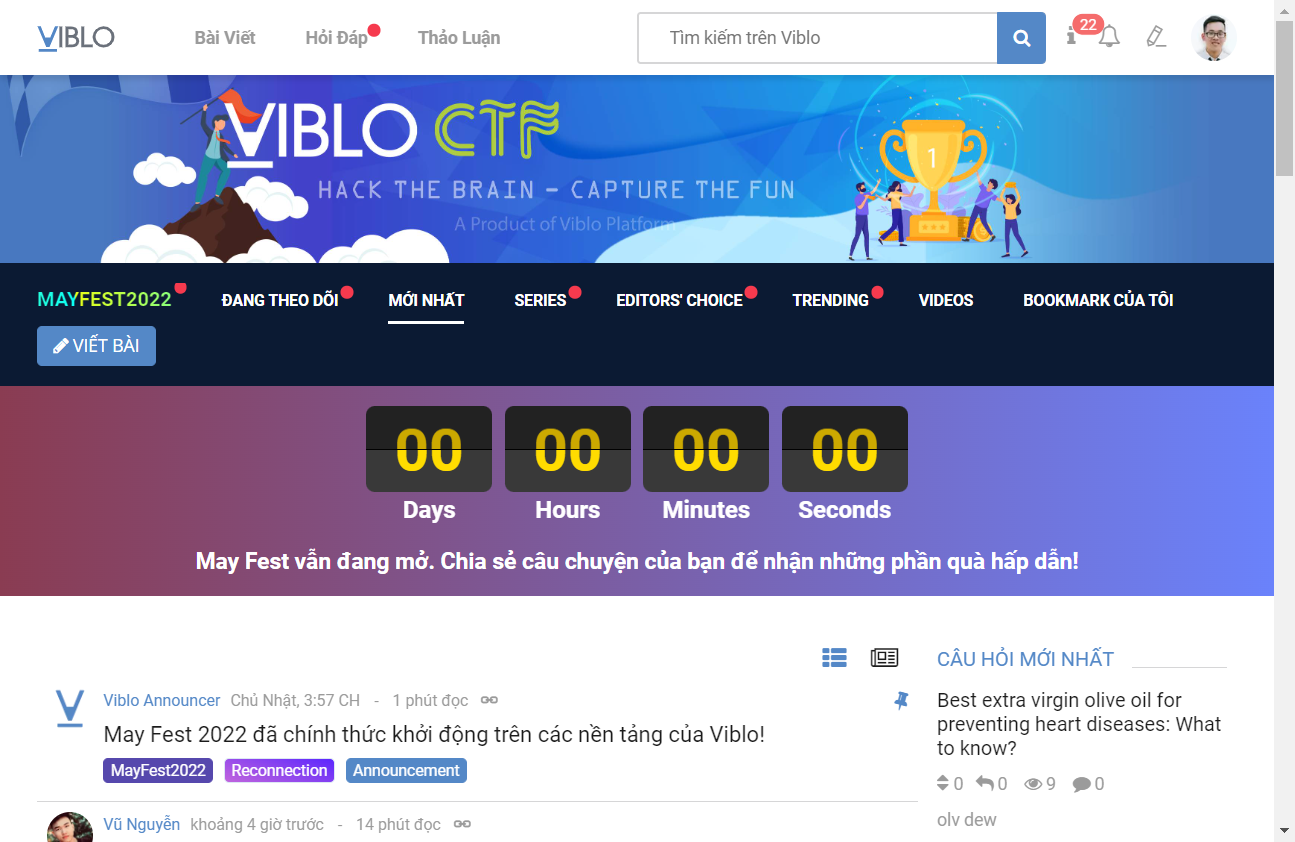 VIBLO
Bài Viết Hỏi Đáp Thảo Luận
Tìm kiếm trên Viblo
22
VIBLO CTF
HACK THE BRAIN - CAPTURE THE FUN
A Product of Viblo Platform
1
MAYFEST2022 ĐANG THEO DÕI MỚI NHẤT SERIES EDITORS' CHOICE TRENDING VIDEOS BOOKMARK CỦA TÔI
VIẾT BÀI
00 00 00 00
Days Hours Minutes Seconds
May Fest vẫn đang mở. Chia sẻ câu chuyện của bạn để nhận những phần quà hấp dẫn!
Viblo Announcer Chủ Nhật, 3:57 CH - 1 phút đọc
May Fest 2022 đã chính thức khởi động trên các nền tảng của Viblo!
MayFest2022 Reconnection Announcement
Vũ Nguyễn khoảng 4 giờ trước - 14 phút đọc
CÂU HỎI MỚI NHẤT
Best extra virgin olive oil for
preventing heart diseases: What
to know?
0 0 9 0
olv dew